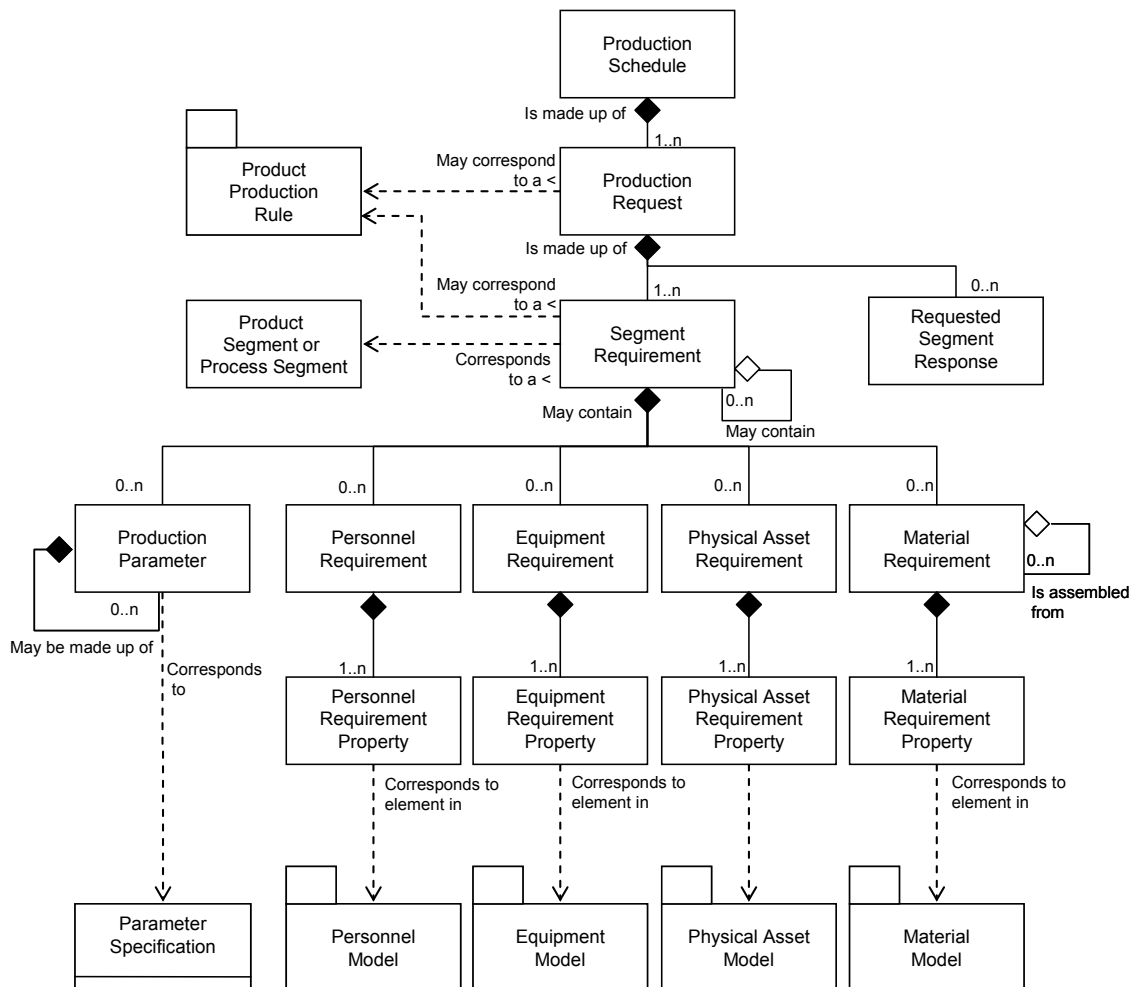 Production
Schedule
Is made up of
1..n
May correspond
to a <
Product
Production
Rule
Production
Request
Is made up of
May correspond
to a <
1..n
0..n
Product
Segment or
Process Segment
Segment
Requirement
Requested
Segment
Response
Corresponds
to a <
0..n
May contain
May contain
0..n
0..n
0..n
0..n
0..n
Production
Parameter
Personnel
Requirement
Equipment
Requirement
Physical Asset
Requirement
Material
Requirement
0..n
Is assembled
from
0..n
May be made up of
Corresponds
to
1..n
1..n
1..n
1..n
Personnel
Requirement
Property
Equipment
Requirement
Property
Physical Asset
Requirement
Property
Material
Requirement
Property
Corresponds to
element in
Corresponds to
element in
Corresponds to
element in
Parameter
Specification
Personnel
Model
Equipment
Model
Physical Asset
Model
Material
Model